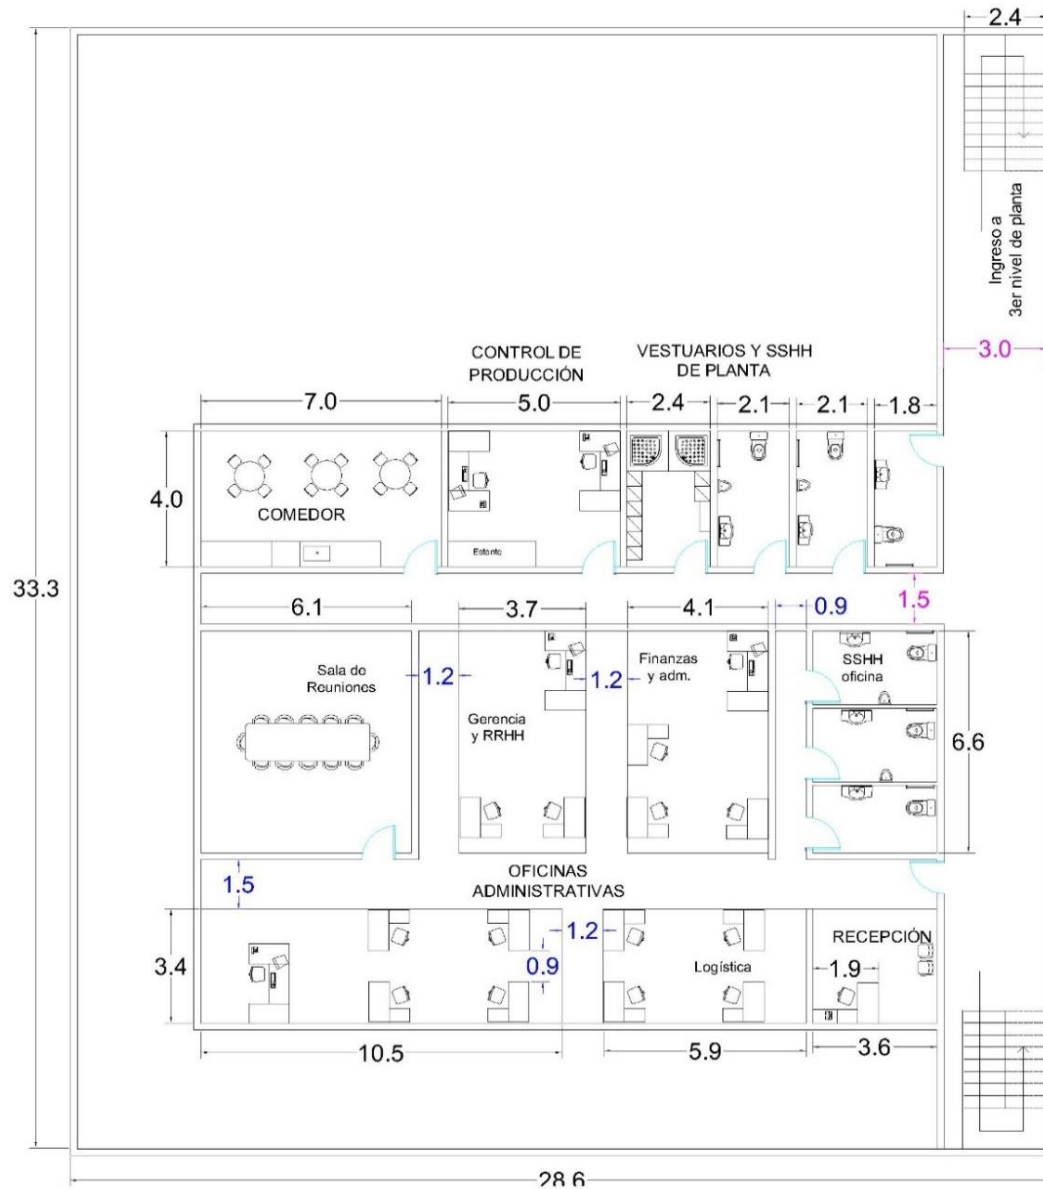 2.4
33.3
Ingreso a
3er nivel de planta
3.0
CONTROL DE
PRODUCCIÓN
VESTUARIOS Y SSHH
DE PLANTA
7.0
5.0
2.4
2.1
2.1
1.8
4.0
COMEDOR
Estante
6.1
3.7
4.1
0.9
1.5
Sala de
Reuniones
1.2
Gerencia
y RRHH
1.2
Finanzas
y adm.
SSHH
oficina
6.6
1.5
OFICINAS
ADMINISTRATIVAS
3.4
1.2
0.9
Logística
RECEPCIÓN
1.9
10.5
5.9
3.6
28.6